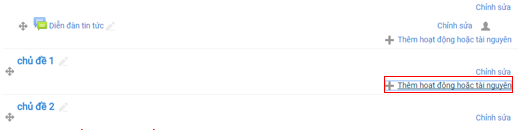 Chỉnh sửa
Diễn đàn tin tức Chỉnh sửa
Thêm hoạt động hoặc tài nguyên
chủ đề 1
Chỉnh sửa
Thêm hoạt động hoặc tài nguyên
chủ đề 2
Chỉnh sửa